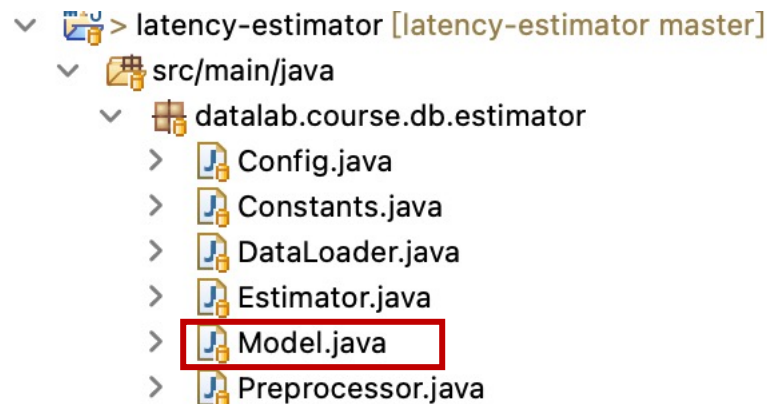 > latency-estimator [latency-estimator master]
src/main/java
datalab.course.db.estimator
Config.java
Constants.java
DataLoader.java
Estimator.java
Model.java
Preprocessor.java